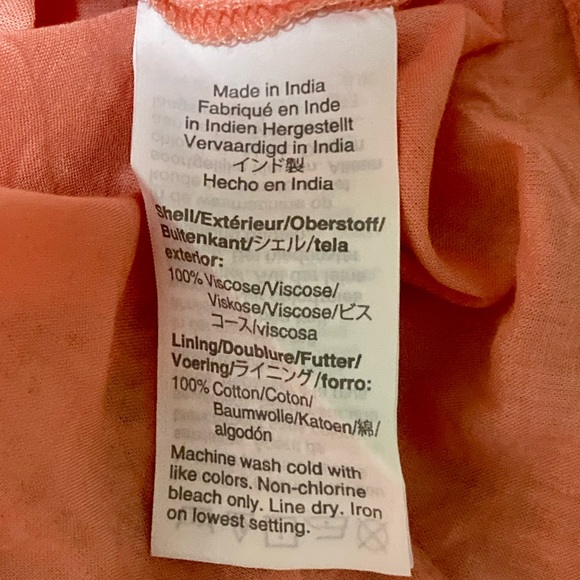 Made in India
Fabriqué en Inde
in Indien Hergestellt
Vervaardigd in India
インド製
Hecho en India
Shell/Extérieur/Oberstoff/
Buitenkant/シェル/tela
exterior:
100% Viscose/Viscose/
Viskose/Viscose/ビス
コース/viscosa
Lining/Doublure/Futter/
Voering/ライニング/forro:
100% Cotton/Coton/
Baumwolle/Katoen/綿/
algodón
Machine wash cold with
like colors. Non-chlorine
bleach only. Line dry. Iron
on lowest setting.